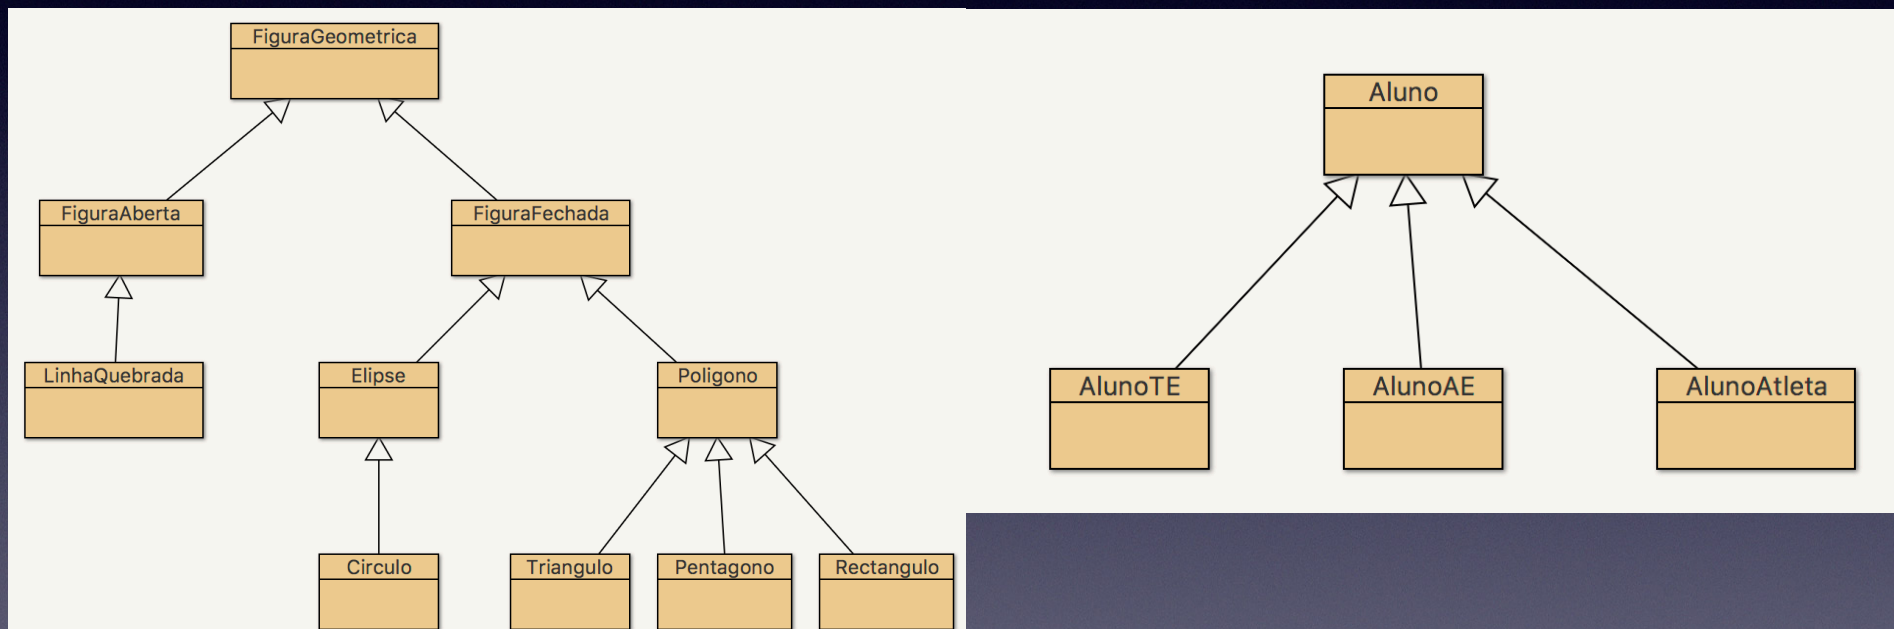 FiguraGeometrica
FiguraAberta
FiguraFechada
LinhaQuebrada
Elipse
Poligono
Circulo
Triangulo
Pentagono
Rectangulo
Aluno
AlunoTE
AlunoAE
AlunoAtleta